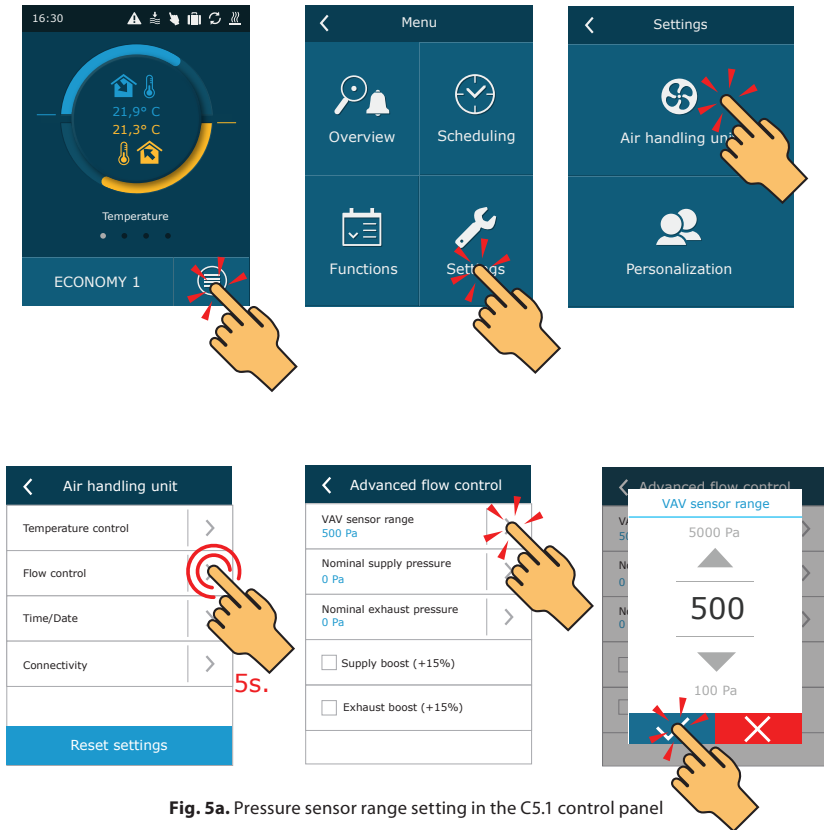 16:30
21,9° C
21,3° C
Temperature
ECONOMY 1
Menu
Overview
Scheduling
Functions
Settings
Settings
Air handling unit
Personalization
Air handling unit
Temperature control
Flow control
Time/Date
Connectivity
Reset settings
5s.
Advanced flow control
VAV sensor range
500 Pa
Nominal supply pressure
0 Pa
Nominal exhaust pressure
0 Pa
Supply boost (+15%)
Exhaust boost (+15%)
Advanced flow control
VAV sensor range
5000 Pa
500
100 Pa
Fig. 5a. Pressure sensor range setting in the C5.1 control panel